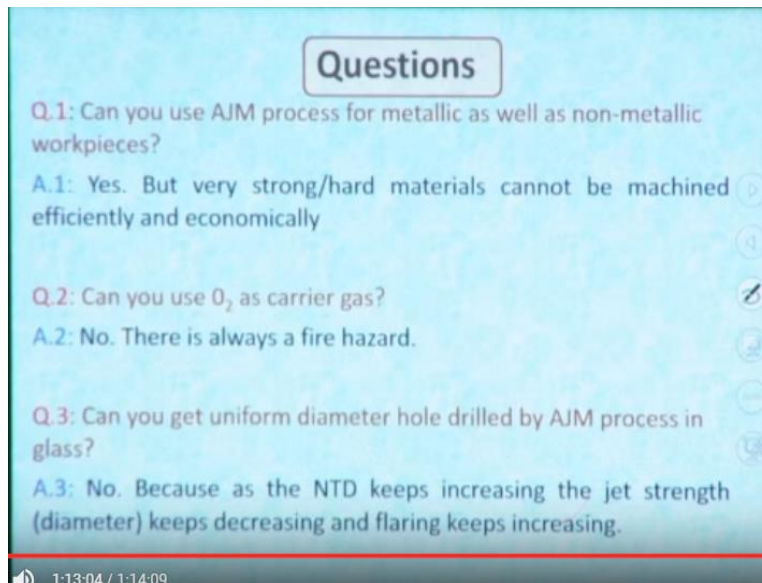 Questions
Q.1: Can you use AJM process for metallic as well as non-metallic
workpieces?
A.1: Yes. But very strong/hard materials cannot be machined
efficiently and economically
Q.2: Can you use 0₂ as carrier gas?
A.2: No. There is always a fire hazard.
Q.3: Can you get uniform diameter hole drilled by AJM process in
glass?
A.3: No. Because as the NTD keeps increasing the jet strength
(diameter) keeps decreasing and flaring keeps increasing.
1:13:04 / 1:14:09